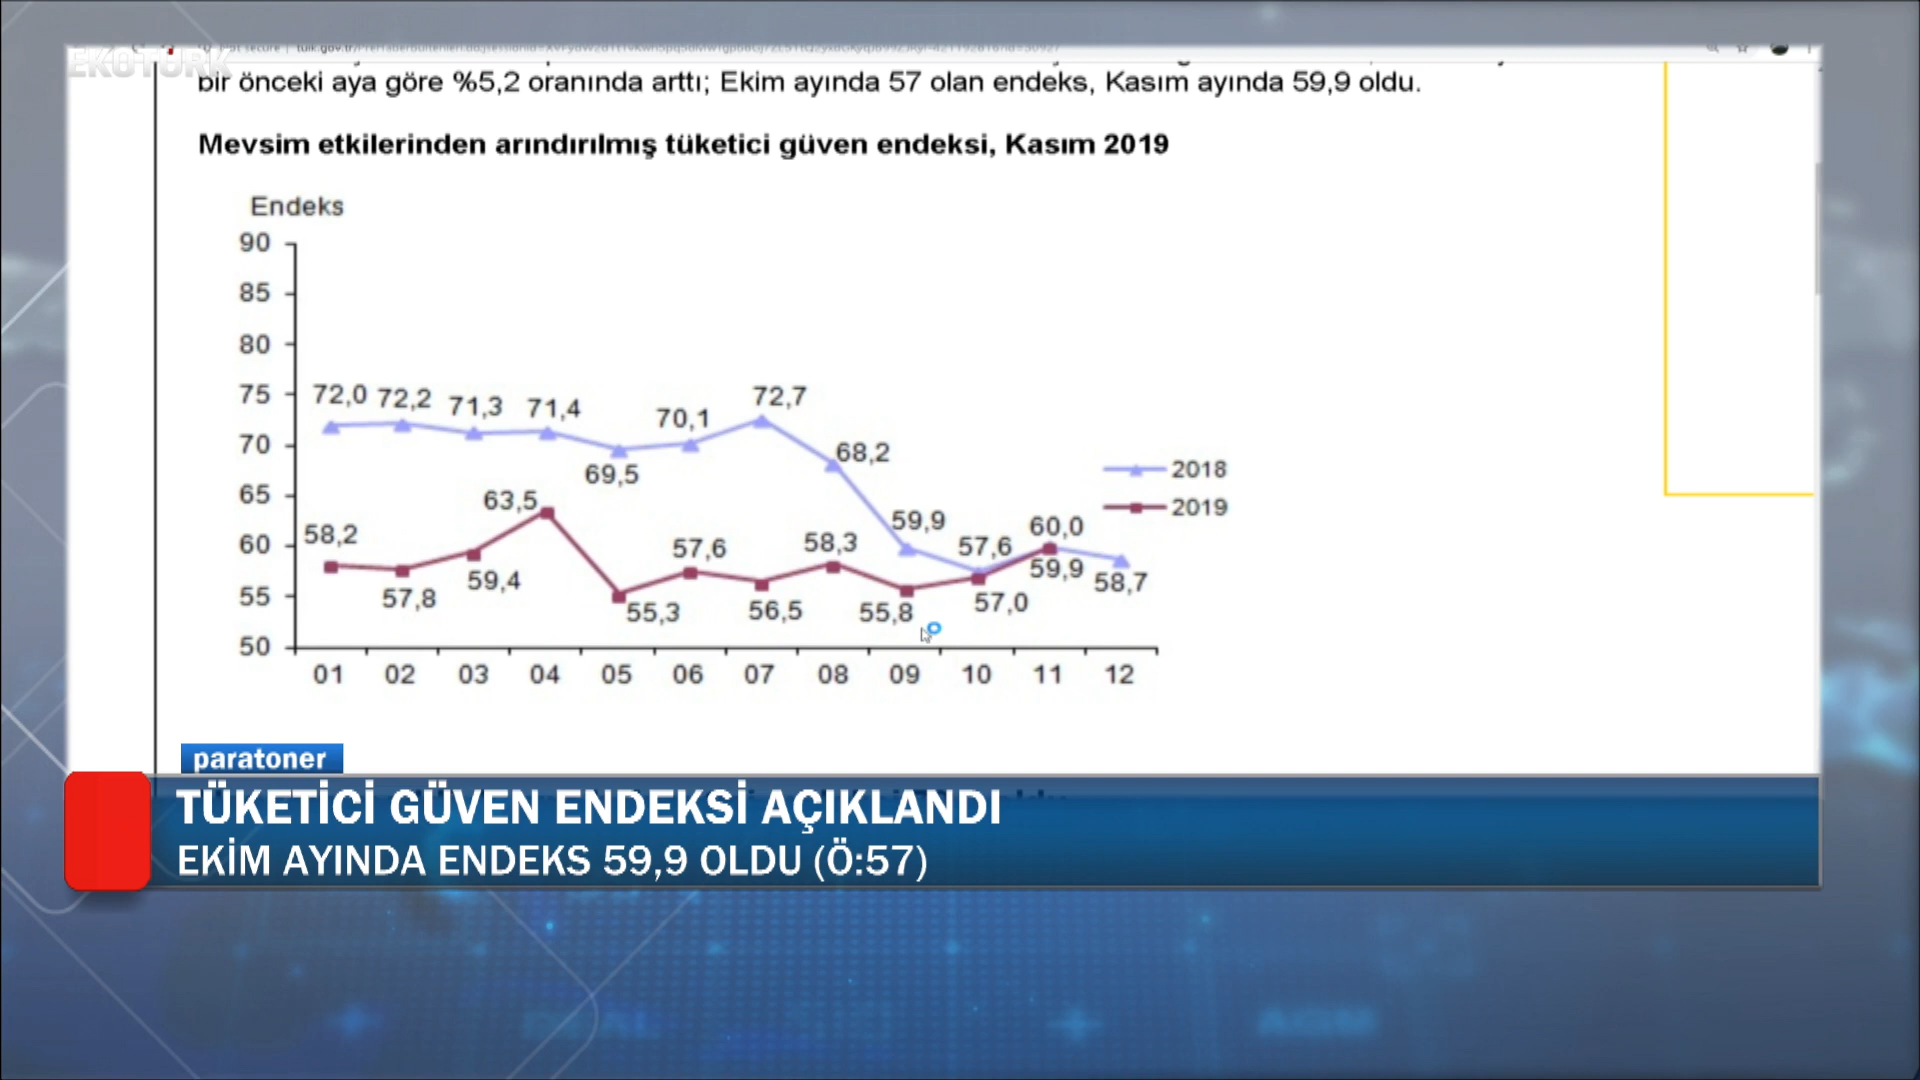 EKOTÜRK
bir önceki aya göre %5,2 oranında arttı; Ekim ayında 57 olan endeks, Kasım ayında 59,9 oldu.
Mevsim etkilerinden arındırılmış tüketici güven endeksi, Kasım 2019
Endeks
90
85
80
75
70
65
60
55
50
72,0 72,2 71,3 71,4 69,5 70,1 72,7 68,2 59,9 57,6 60,0 58,7
58,2 57,8 59,4 63,5 55,3 57,6 56,5 58,3 55,8 57,0 59,9
2018
2019
01 02 03 04 05 06 07 08 09 10 11 12
paratoner
TÜKETİCİ GÜVEN ENDEKSİ AÇIKLANDI
EKİM AYINDA ENDEKS 59,9 OLDU (Ö:57)